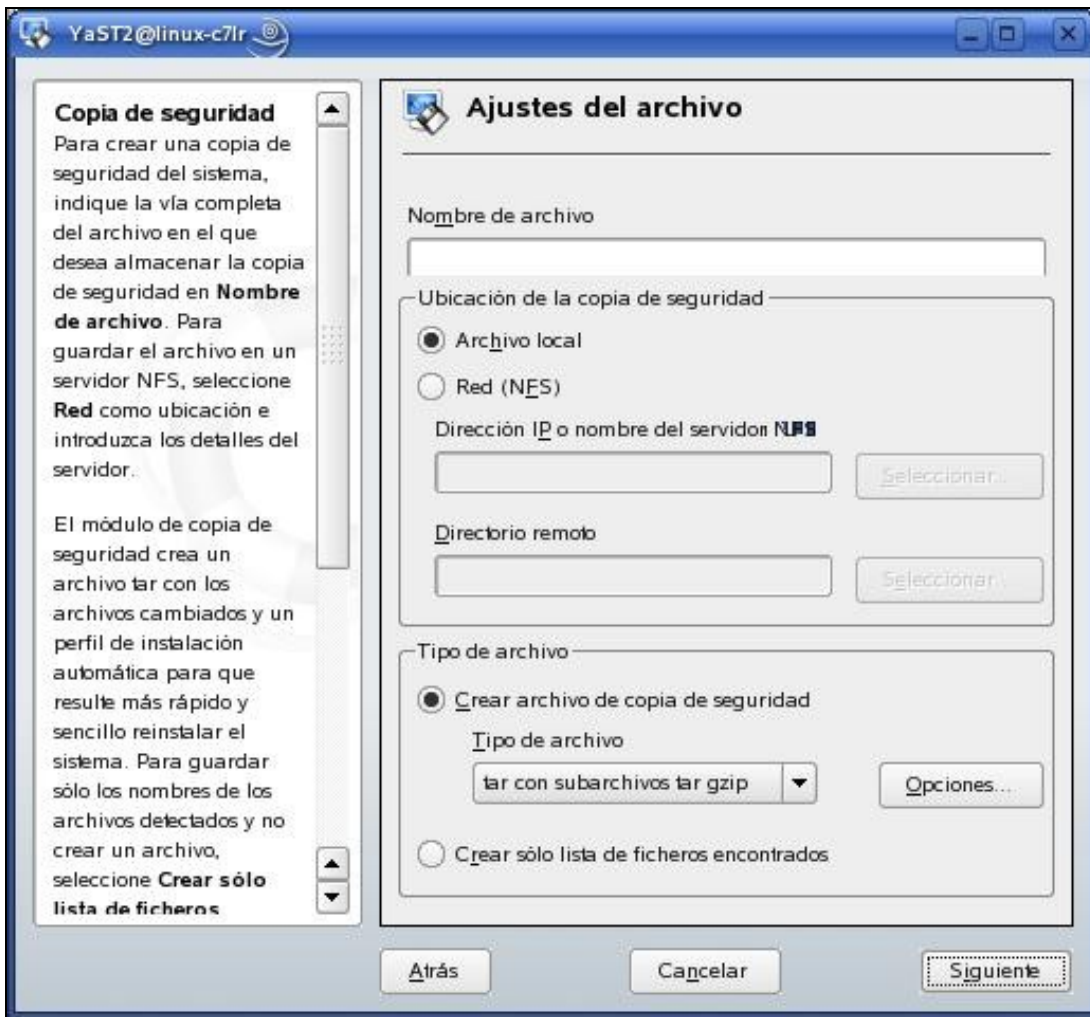 YaST2@linux-c7lr
Copia de seguridad
Para crear una copia de
seguridad del sistema,
indique la vía completa
del archivo en el que
desea almacenar la copia
de seguridad en Nombre
de archivo. Para
guardar el archivo en un
servidor NFS, seleccione
Red como ubicación e
introduzca los detalles del
servidor.
El módulo de copia de
seguridad crea un
archivo tar con los
archivos cambiados y un
perfil de instalación
automática para que
resulte más rápido y
sencillo reinstalar el
sistema. Para guardar
sólo los nombres de los
archivos detectados y no
crear un archivo,
seleccione Crear sólo
lista de ficheros
Ajustes del archivo
Nombre de archivo
Ubicación de la copia de seguridad
Archivo local
Red (NFS)
Dirección IP o nombre del servidor NFS
Seleccionar...
Directorio remoto
Seleccionar...
Tipo de archivo
Crear archivo de copia de seguridad
Tipo de archivo
tar con subarchivos tar gzip
Opciones...
Crear sólo lista de ficheros encontrados
Atrás
Cancelar
Siguiente